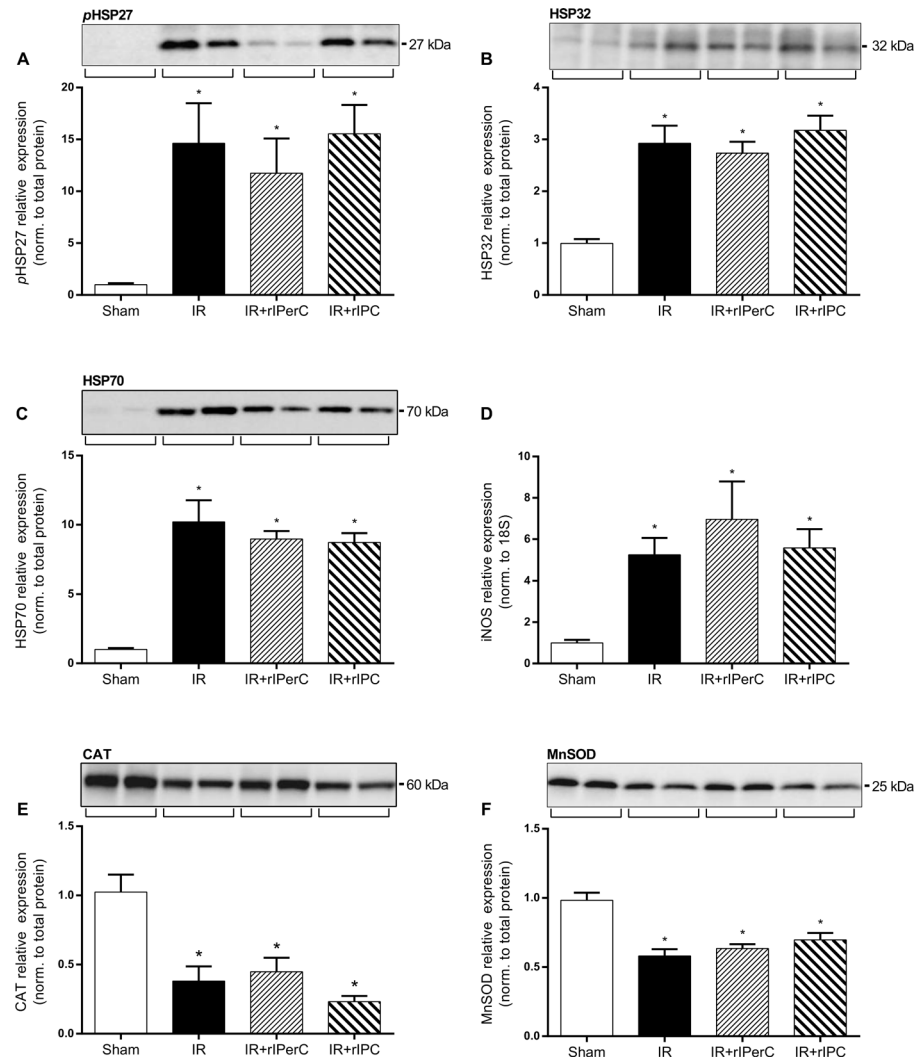 pHSP27
27 kDa
A
20
15
10
5
0
pHSP27 relative expression
(norm. to total protein)
*
*
*
Sham IR IR+rIPerC IR+rIPC
HSP32
32 kDa
B
4
3
2
1
0
HSP32 relative expression
(norm. to total protein)
*
*
*
Sham IR IR+rIPerC IR+rIPC
HSP70
70 kDa
C
15
10
5
0
HSP70 relative expression
(norm. to total protein)
*
*
*
Sham IR IR+rIPerC IR+rIPC
D
10
8
6
4
2
0
iNOS relative expression
(norm. to 18S)
*
*
*
Sham IR IR+rIPerC IR+rIPC
CAT
60 kDa
E
1.5
1.0
0.5
0.0
CAT relative expression
(norm. to total protein)
*
*
*
Sham IR IR+rIPerC IR+rIPC
MnSOD
25 kDa
F
1.5
1.0
0.5
0.0
MnSOD relative expression
(norm. to total protein)
*
*
*
Sham IR IR+rIPerC IR+rIPC